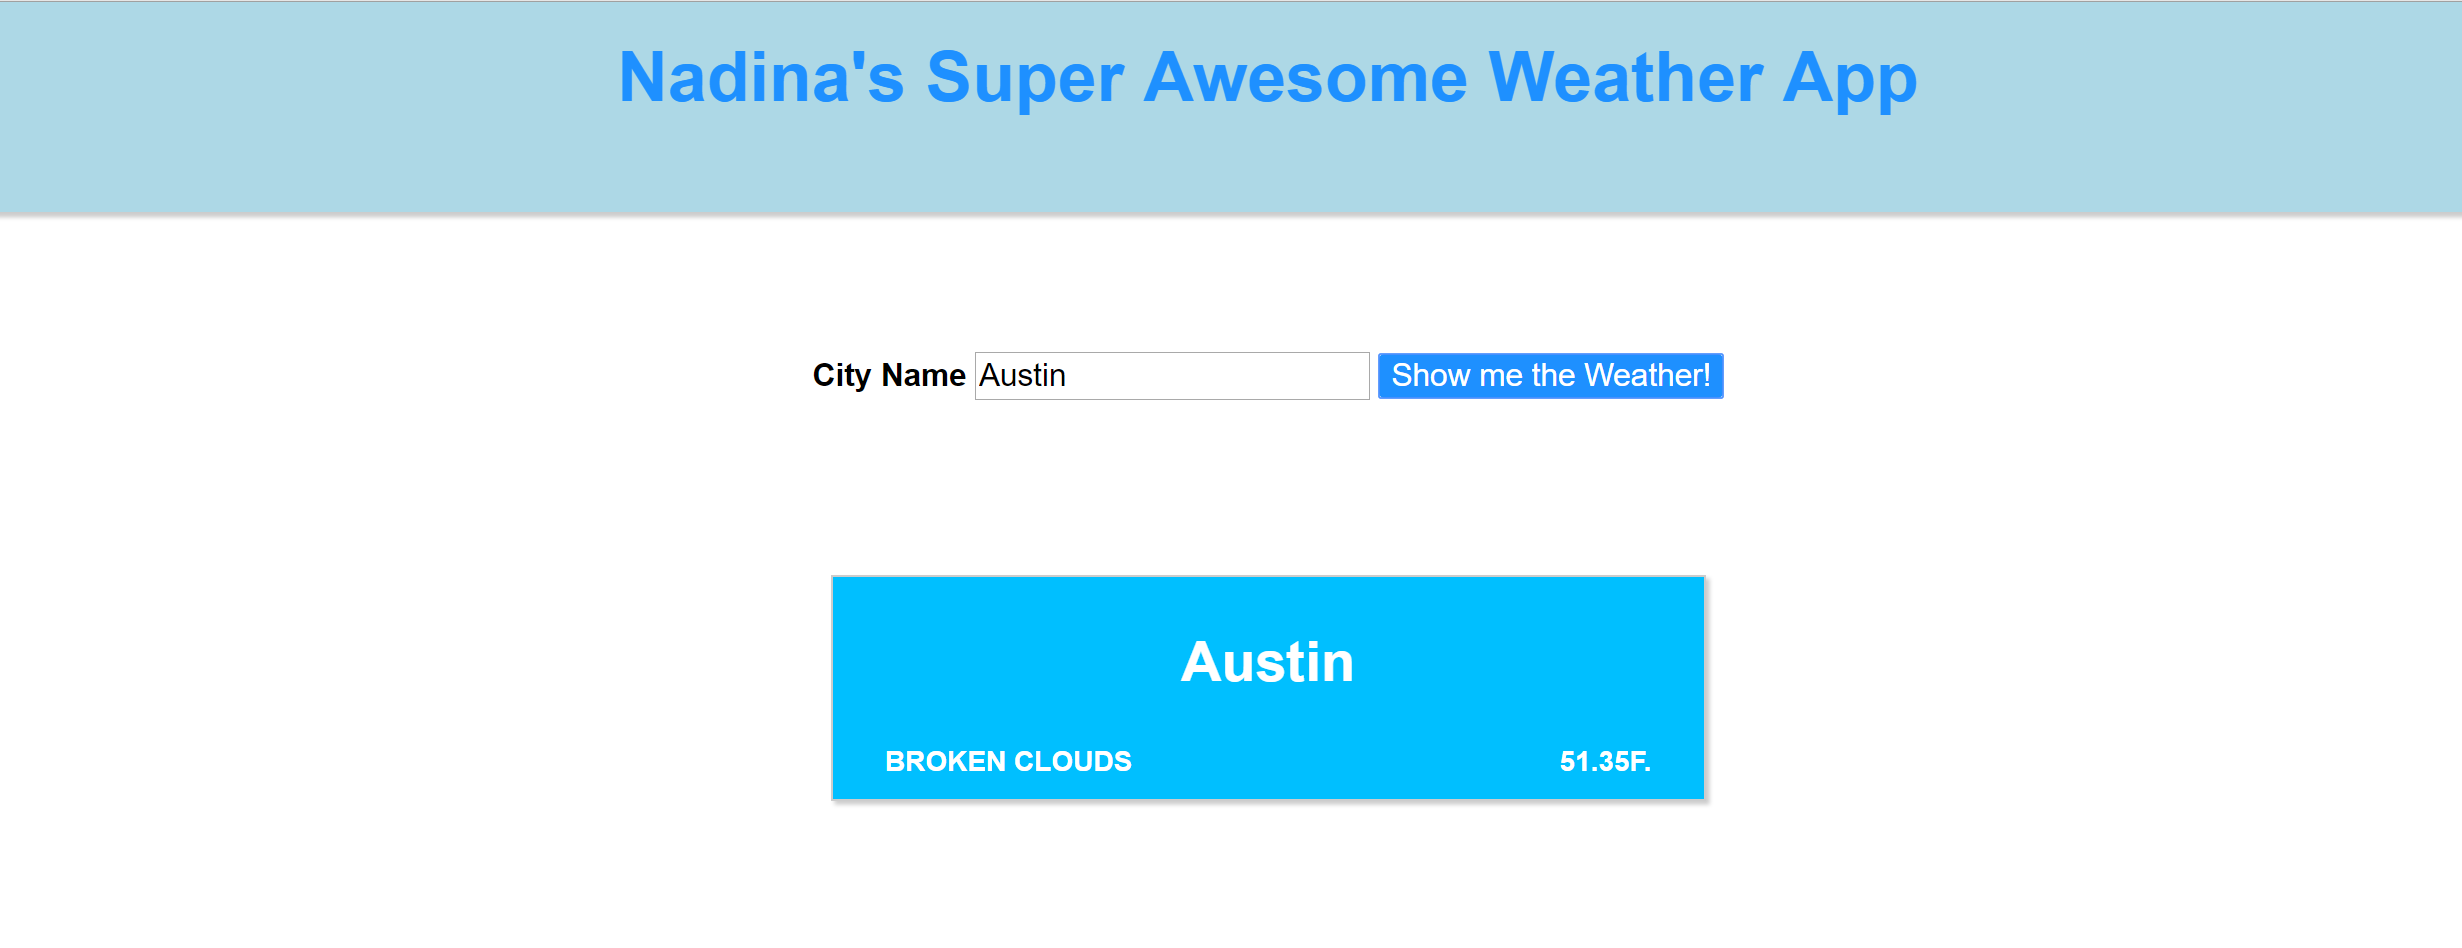 Nadina's Super Awesome Weather App
City Name Austin Show me the Weather!
Austin
BROKEN CLOUDS 51.35F.